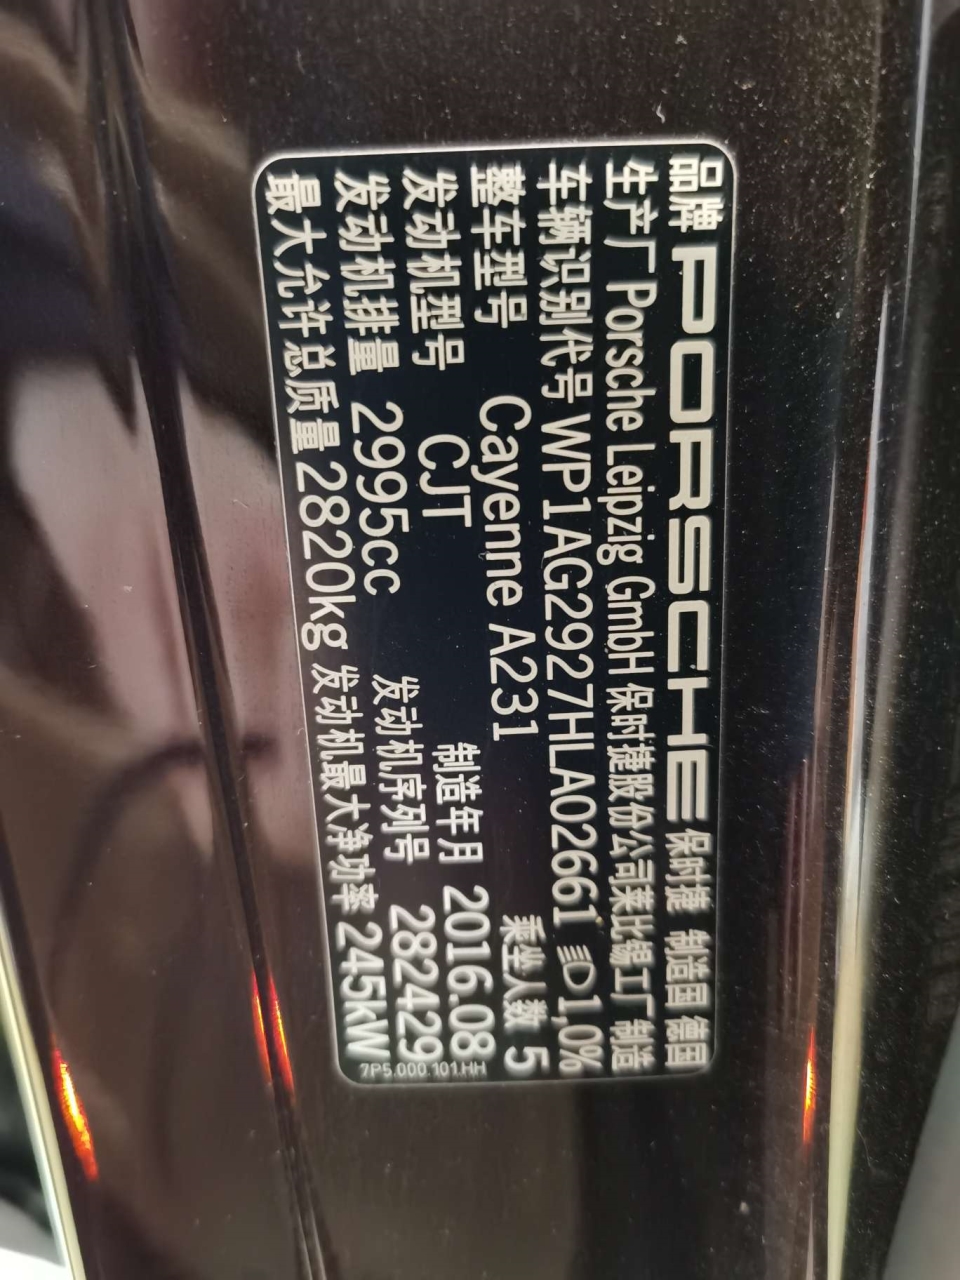 品牌 PORSCHE 保时捷 制造国 德国
生产厂 Porsche Leipzig GmbH 保时捷股份公司莱比锡工厂 制造
车辆识别代号 WP1AG2927HLA02661 1,0%
整车型号 Cayenne A231 乘坐人数 5
发动机型号 CJT 制造年月 2016.08
发动机排量 2995cc 发动机序列号 282429
最大允许总质量 2820kg 发动机最大净功率 245kW
7P5.000.101.HH